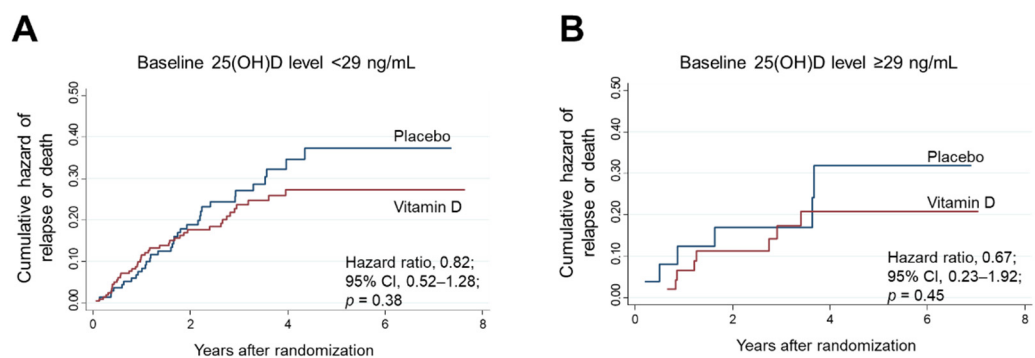 A
Baseline 25(OH)D level <29 ng/mL
Cumulative hazard of
relapse or death
0.50
0.40
0.30
0.20
0.10
0.00
Placebo
Vitamin D
Hazard ratio, 0.82;
95% CI, 0.52–1.28;
p = 0.38
0 2 4 6 8
Years after randomization
B
Baseline 25(OH)D level ≥29 ng/mL
Cumulative hazard of
relapse or death
0.50
0.40
0.30
0.20
0.10
0.00
Placebo
Vitamin D
Hazard ratio, 0.67;
95% CI, 0.23–1.92;
p = 0.45
0 2 4 6 8
Years after randomization